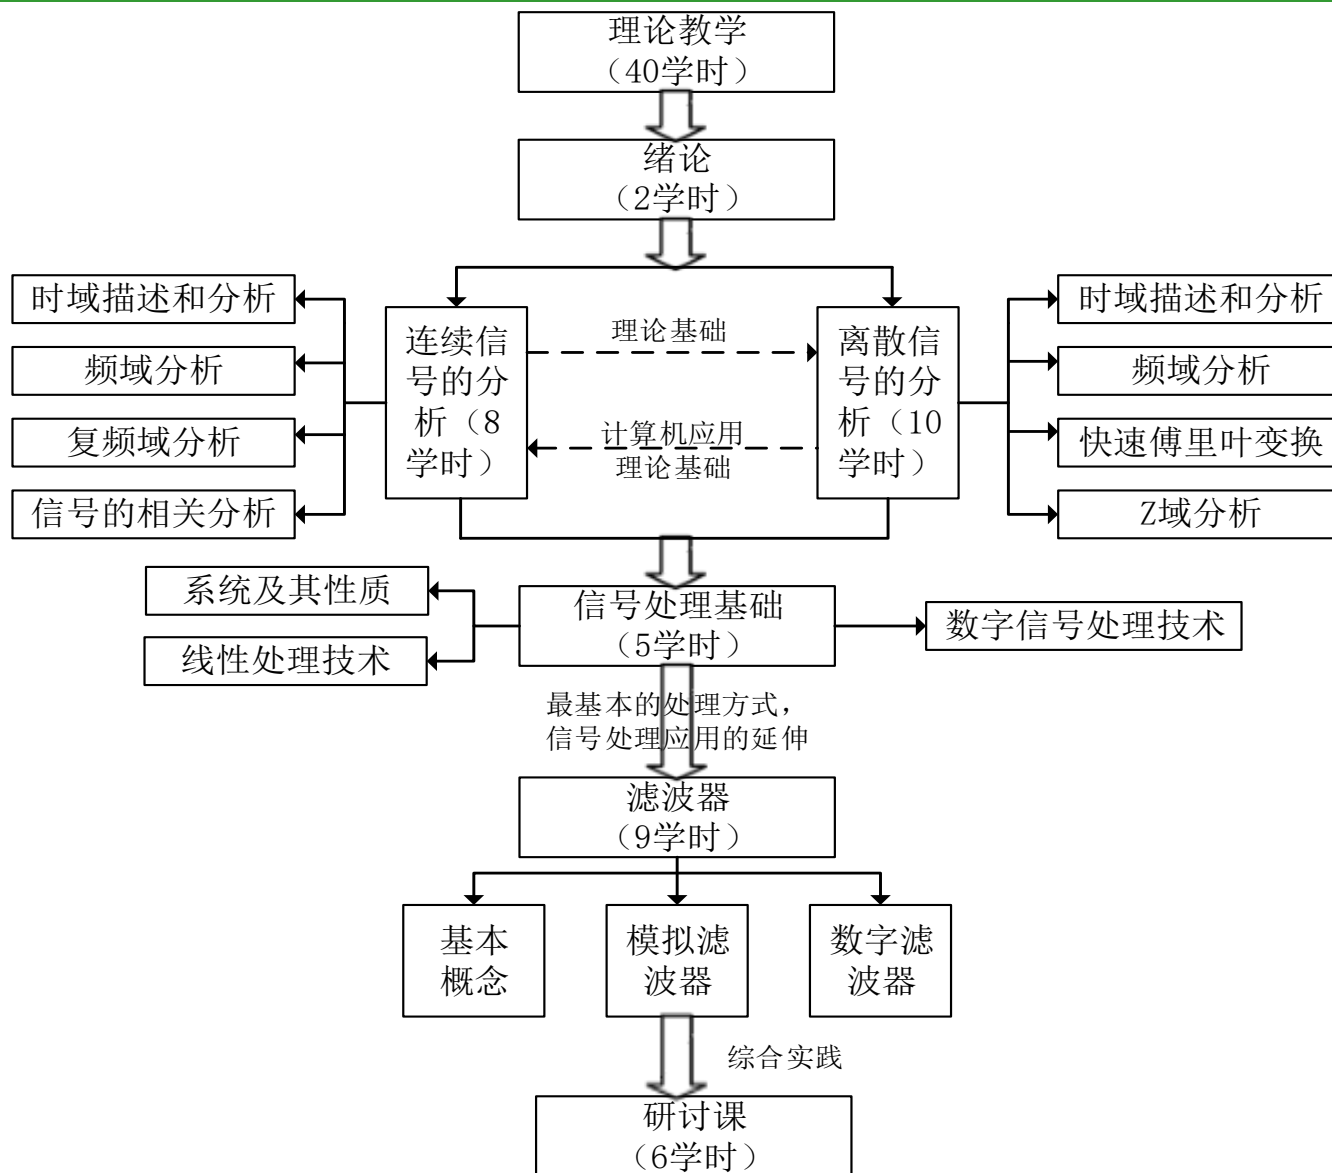 理论教学
（40学时）
绪论
（2学时）
时域描述和分析
频域分析
复频域分析
信号的相关分析
连续信
号的分
析（8
学时）
理论基础
计算机应用
理论基础
离散信
号的分
析（10
学时）
时域描述和分析
频域分析
快速傅里叶变换
Z域分析
系统及其性质
线性处理技术
信号处理基础
（5学时）
数字信号处理技术
最基本的处理方式，
信号处理应用的延伸
滤波器
（9学时）
基本
概念
模拟滤
波器
数字滤
波器
综合实践
研讨课
（6学时）